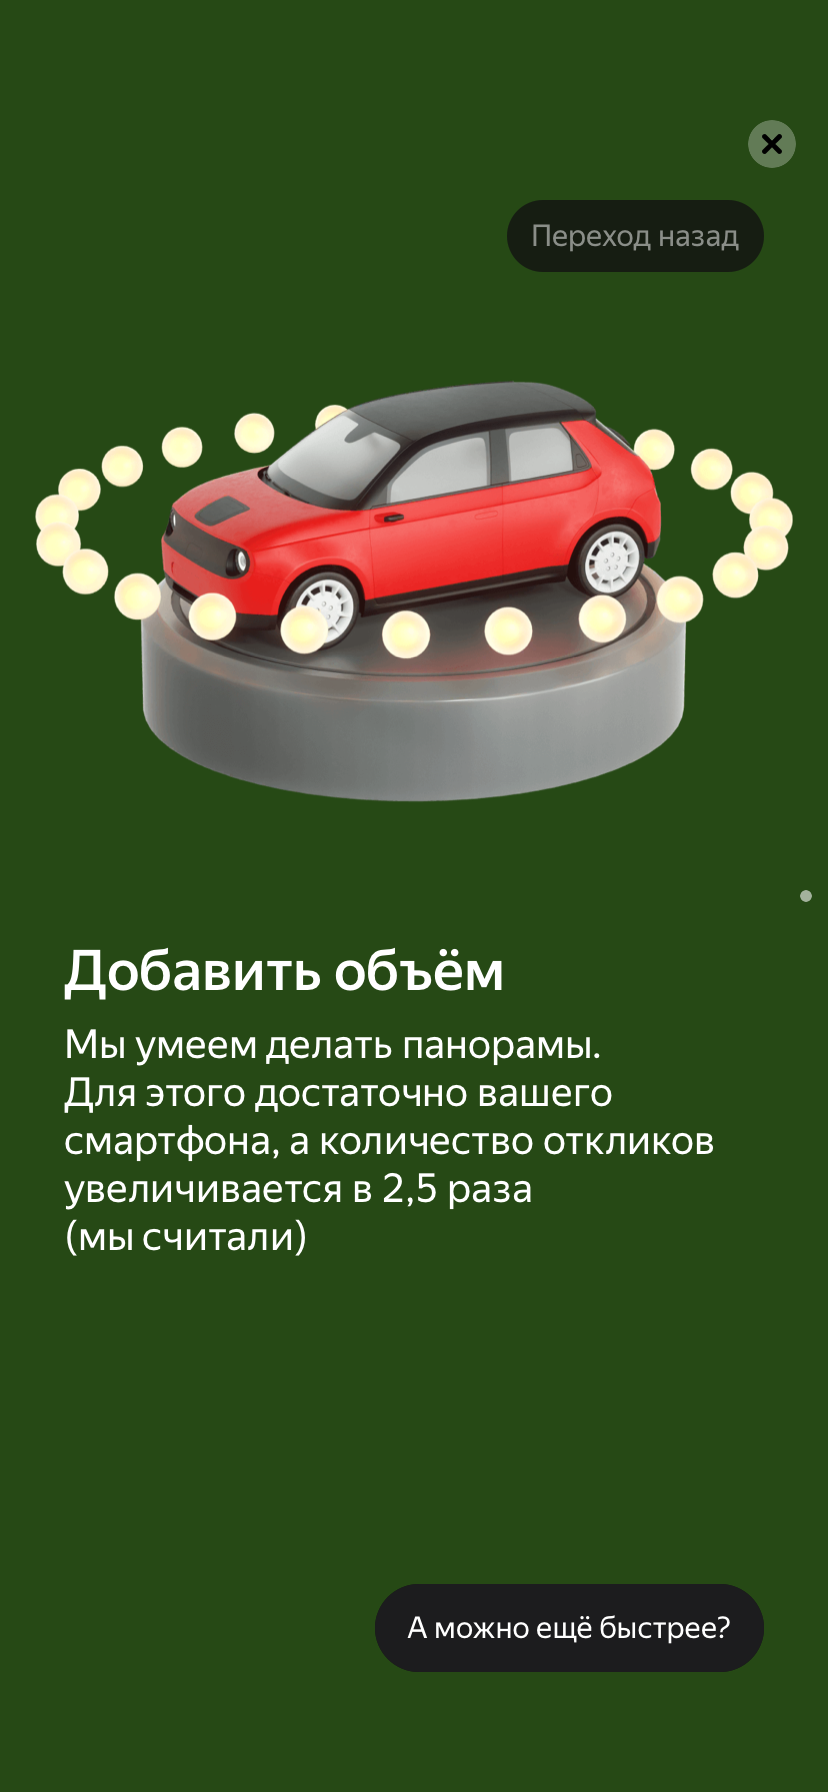 Переход назад
Добавить объём
Мы умеем делать панорамы.
Для этого достаточно вашего
смартфона, а количество откликов
увеличивается в 2,5 раза
(мы считали)
А можно ещё быстрее?